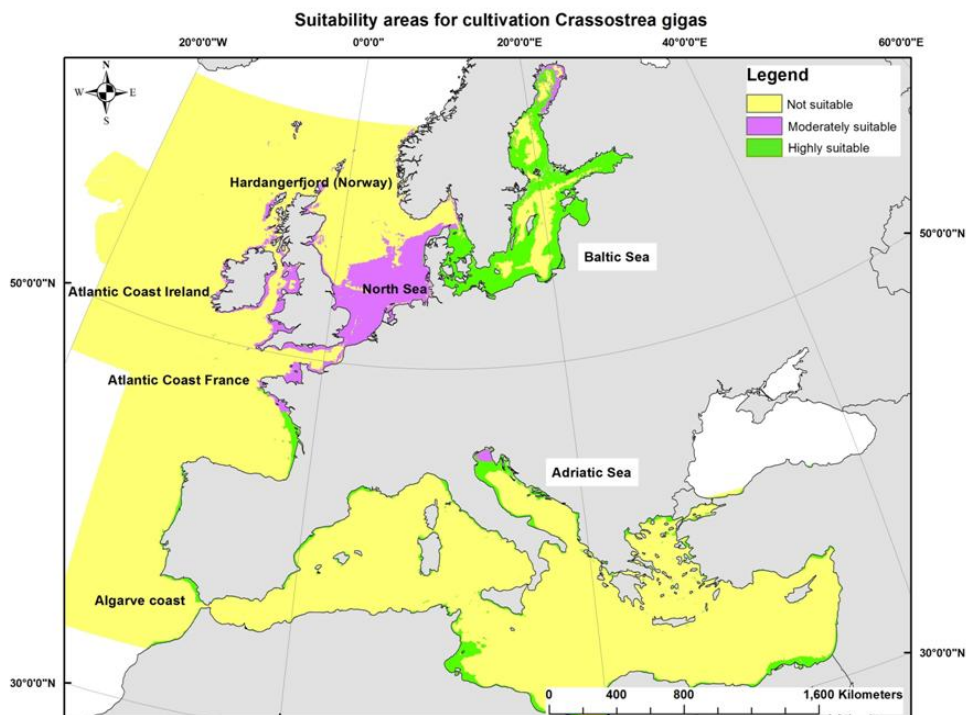 Suitability areas for cultivation Crassostrea gigas
20°0'0"W
0°0'0"
20°0'0"E
40°0'0"E
60°0'0"E
N
W
E
S
Legend
Not suitable
Moderately suitable
Highly suitable
Hardangerfjord (Norway)
50°0'0"N
Baltic Sea
50°0'0"N
Atlantic Coast Ireland
North Sea
Atlantic Coast France
Adriatic Sea
Algarve coast
30°0'0"N
30°0'0"N
0 400 800 1,600 Kilometers